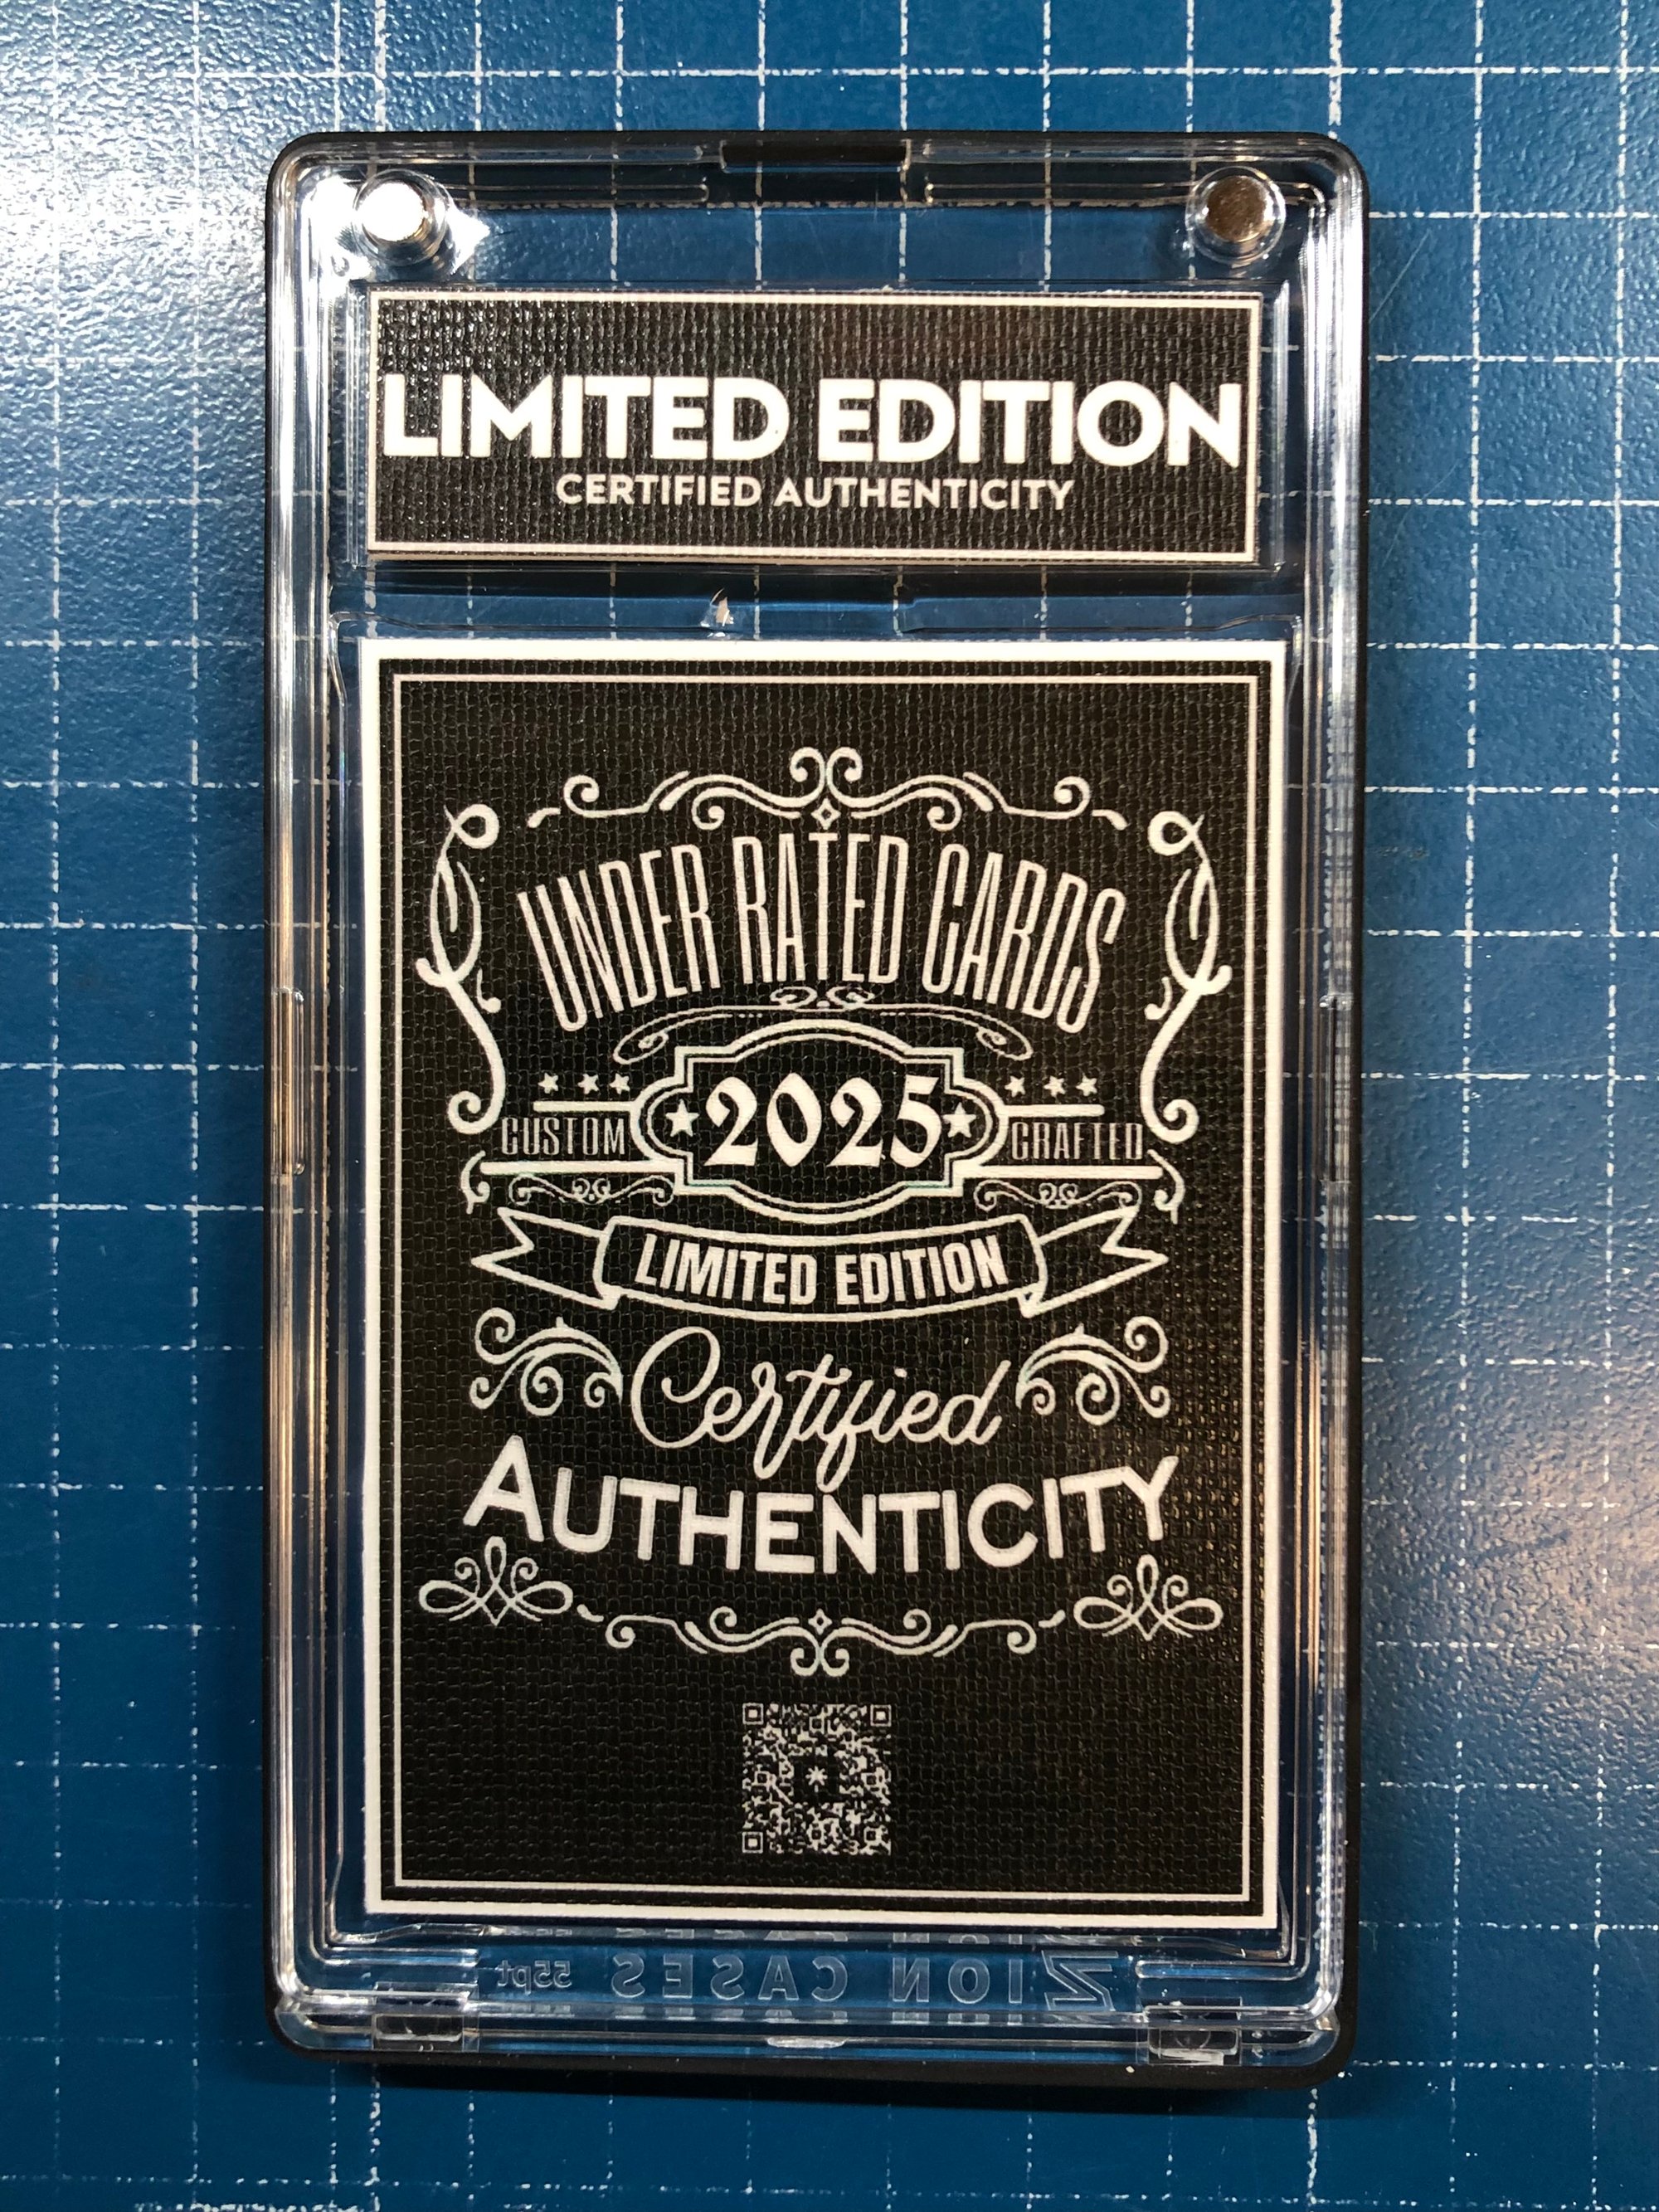 LIMITED EDITION
CERTIFIED AUTHENTICITY
UNDER RATED CARDS
CUSTOM 2025 CRAFTED
LIMITED EDITION
Certified
AUTHENTICITY
ZION CASES 55pt